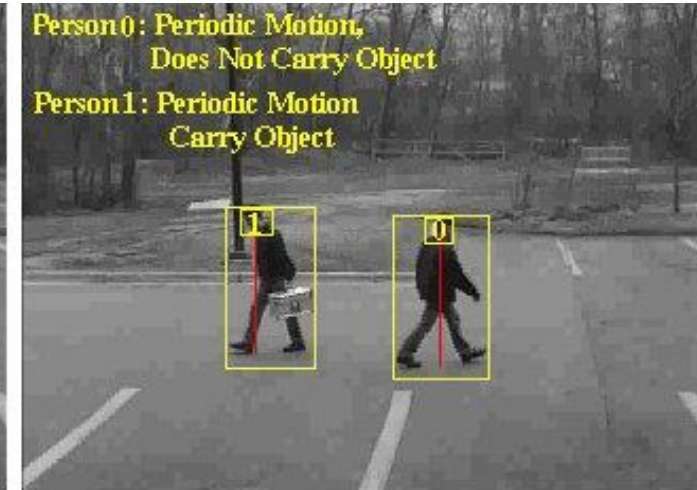 Person0: Periodic Motion,
Does Not Carry Object
Person1: Periodic Motion
Carry Object
1
0